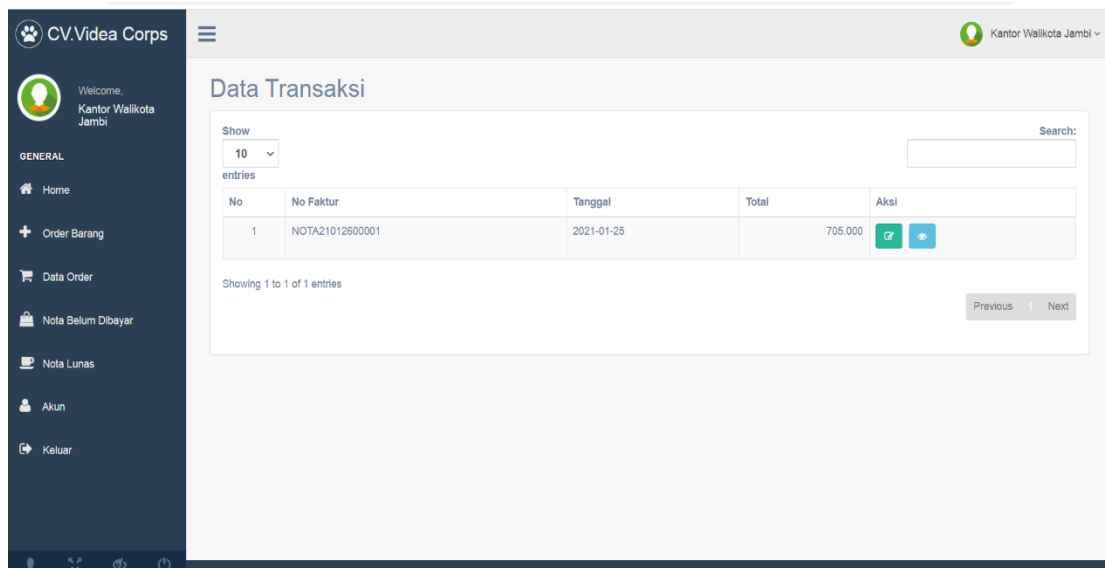 CV.Videa Corps
Kantor Walikota Jambi
Welcome,
Kantor Walikota
Jambi
GENERAL
Home
Order Barang
Data Order
Nota Belum Dibayar
Nota Lunas
Akun
Keluar
Data Transaksi
Show
10
entries
Search:
No No Faktur Tanggal Total Aksi
1 NOTA21012600001 2021-01-25 705.000
Showing 1 to 1 of 1 entries
Previous 1 Next